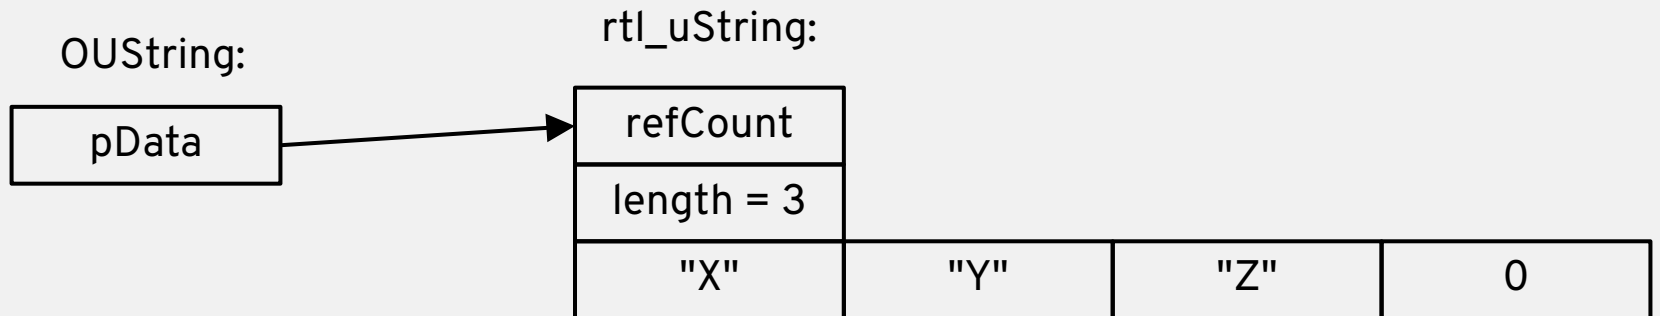 OUString:
rtl_uString:
pData
refCount
length = 3
"X" "Y" "Z" 0